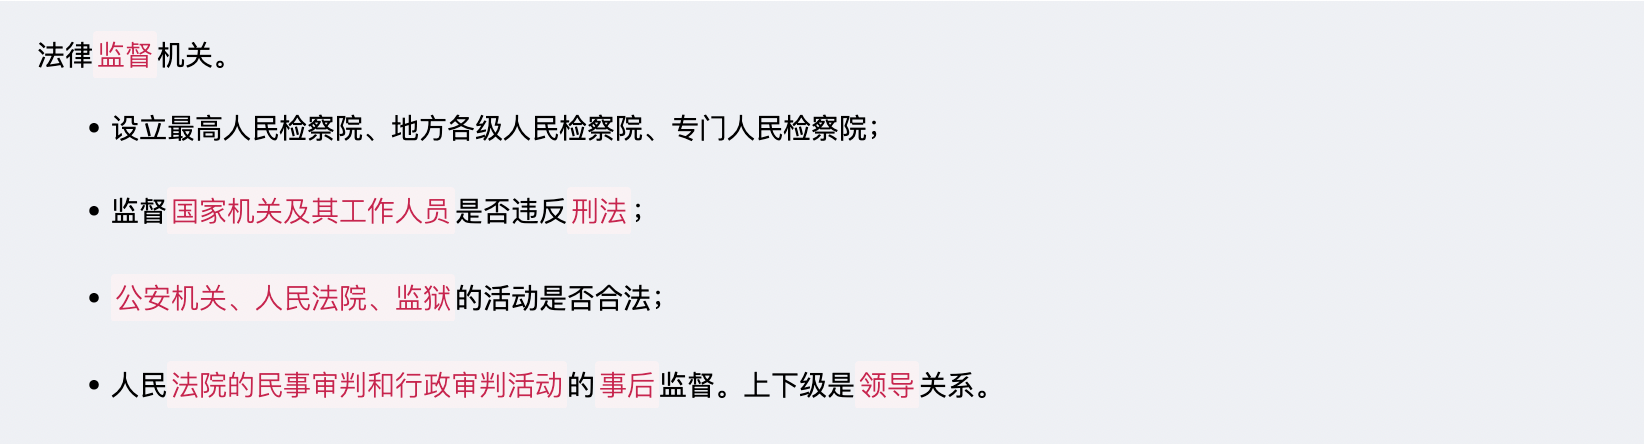 法律监督机关。
• 设立最高人民检察院、地方各级人民检察院、专门人民检察院；
• 监督国家机关及其工作人员是否违反刑法；
• 公安机关、人民法院、监狱的活动是否合法；
• 人民法院的民事审判和行政审判活动的事后监督。上下级是领导关系。